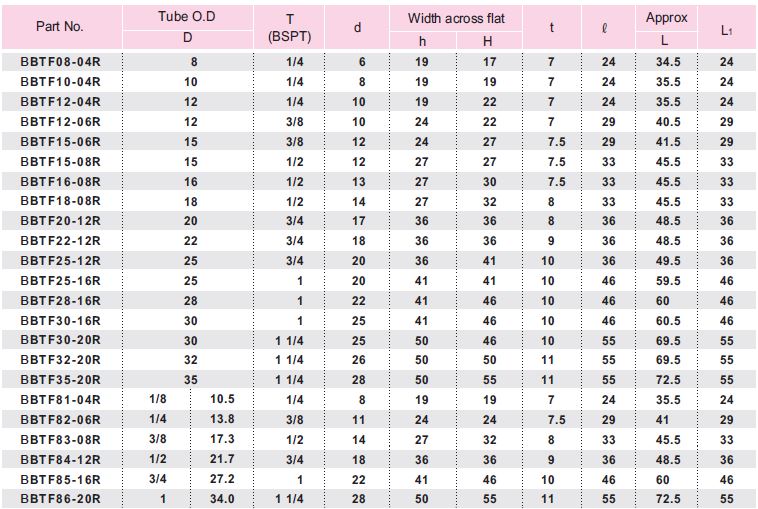 Part No. Tube O.D T (BSPT) d Width across flat t ℓ Approx L1
D h H L
BBTF08-04R 8 1/4 6 19 17 7 24 34.5 24
BBTF10-04R 10 1/4 8 19 19 7 24 35.5 24
BBTF12-04R 12 1/4 10 19 22 7 24 35.5 24
BBTF12-06R 12 3/8 10 24 22 7 29 40.5 29
BBTF15-06R 15 3/8 12 24 27 7.5 29 41.5 29
BBTF15-08R 15 1/2 12 27 27 7.5 33 45.5 33
BBTF16-08R 16 1/2 13 27 30 7.5 33 45.5 33
BBTF18-08R 18 1/2 14 27 32 8 33 45.5 33
BBTF20-12R 20 3/4 17 36 36 8 36 48.5 36
BBTF22-12R 22 3/4 18 36 36 9 36 48.5 36
BBTF25-12R 25 3/4 20 36 41 10 36 49.5 36
BBTF25-16R 25 1 20 41 41 10 46 59.5 46
BBTF28-16R 28 1 22 41 46 10 46 60 46
BBTF30-16R 30 1 25 41 46 10 46 60.5 46
BBTF30-20R 30 1 1/4 25 50 46 10 55 69.5 55
BBTF32-20R 32 1 1/4 26 50 50 11 55 69.5 55
BBTF35-20R 35 1 1/4 28 50 55 11 55 72.5 55
BBTF81-04R 1/8 10.5 1/4 8 19 19 7 24 35.5 24
BBTF82-06R 1/4 13.8 3/8 11 24 24 7.5 29 41 29
BBTF83-08R 3/8 17.3 1/2 14 27 32 8 33 45.5 33
BBTF84-12R 1/2 21.7 3/4 18 36 36 9 36 48.5 36
BBTF85-16R 3/4 27.2 1 22 41 46 10 46 60 46
BBTF86-20R 1 34.0 1 1/4 28 50 55 11 55 72.5 55